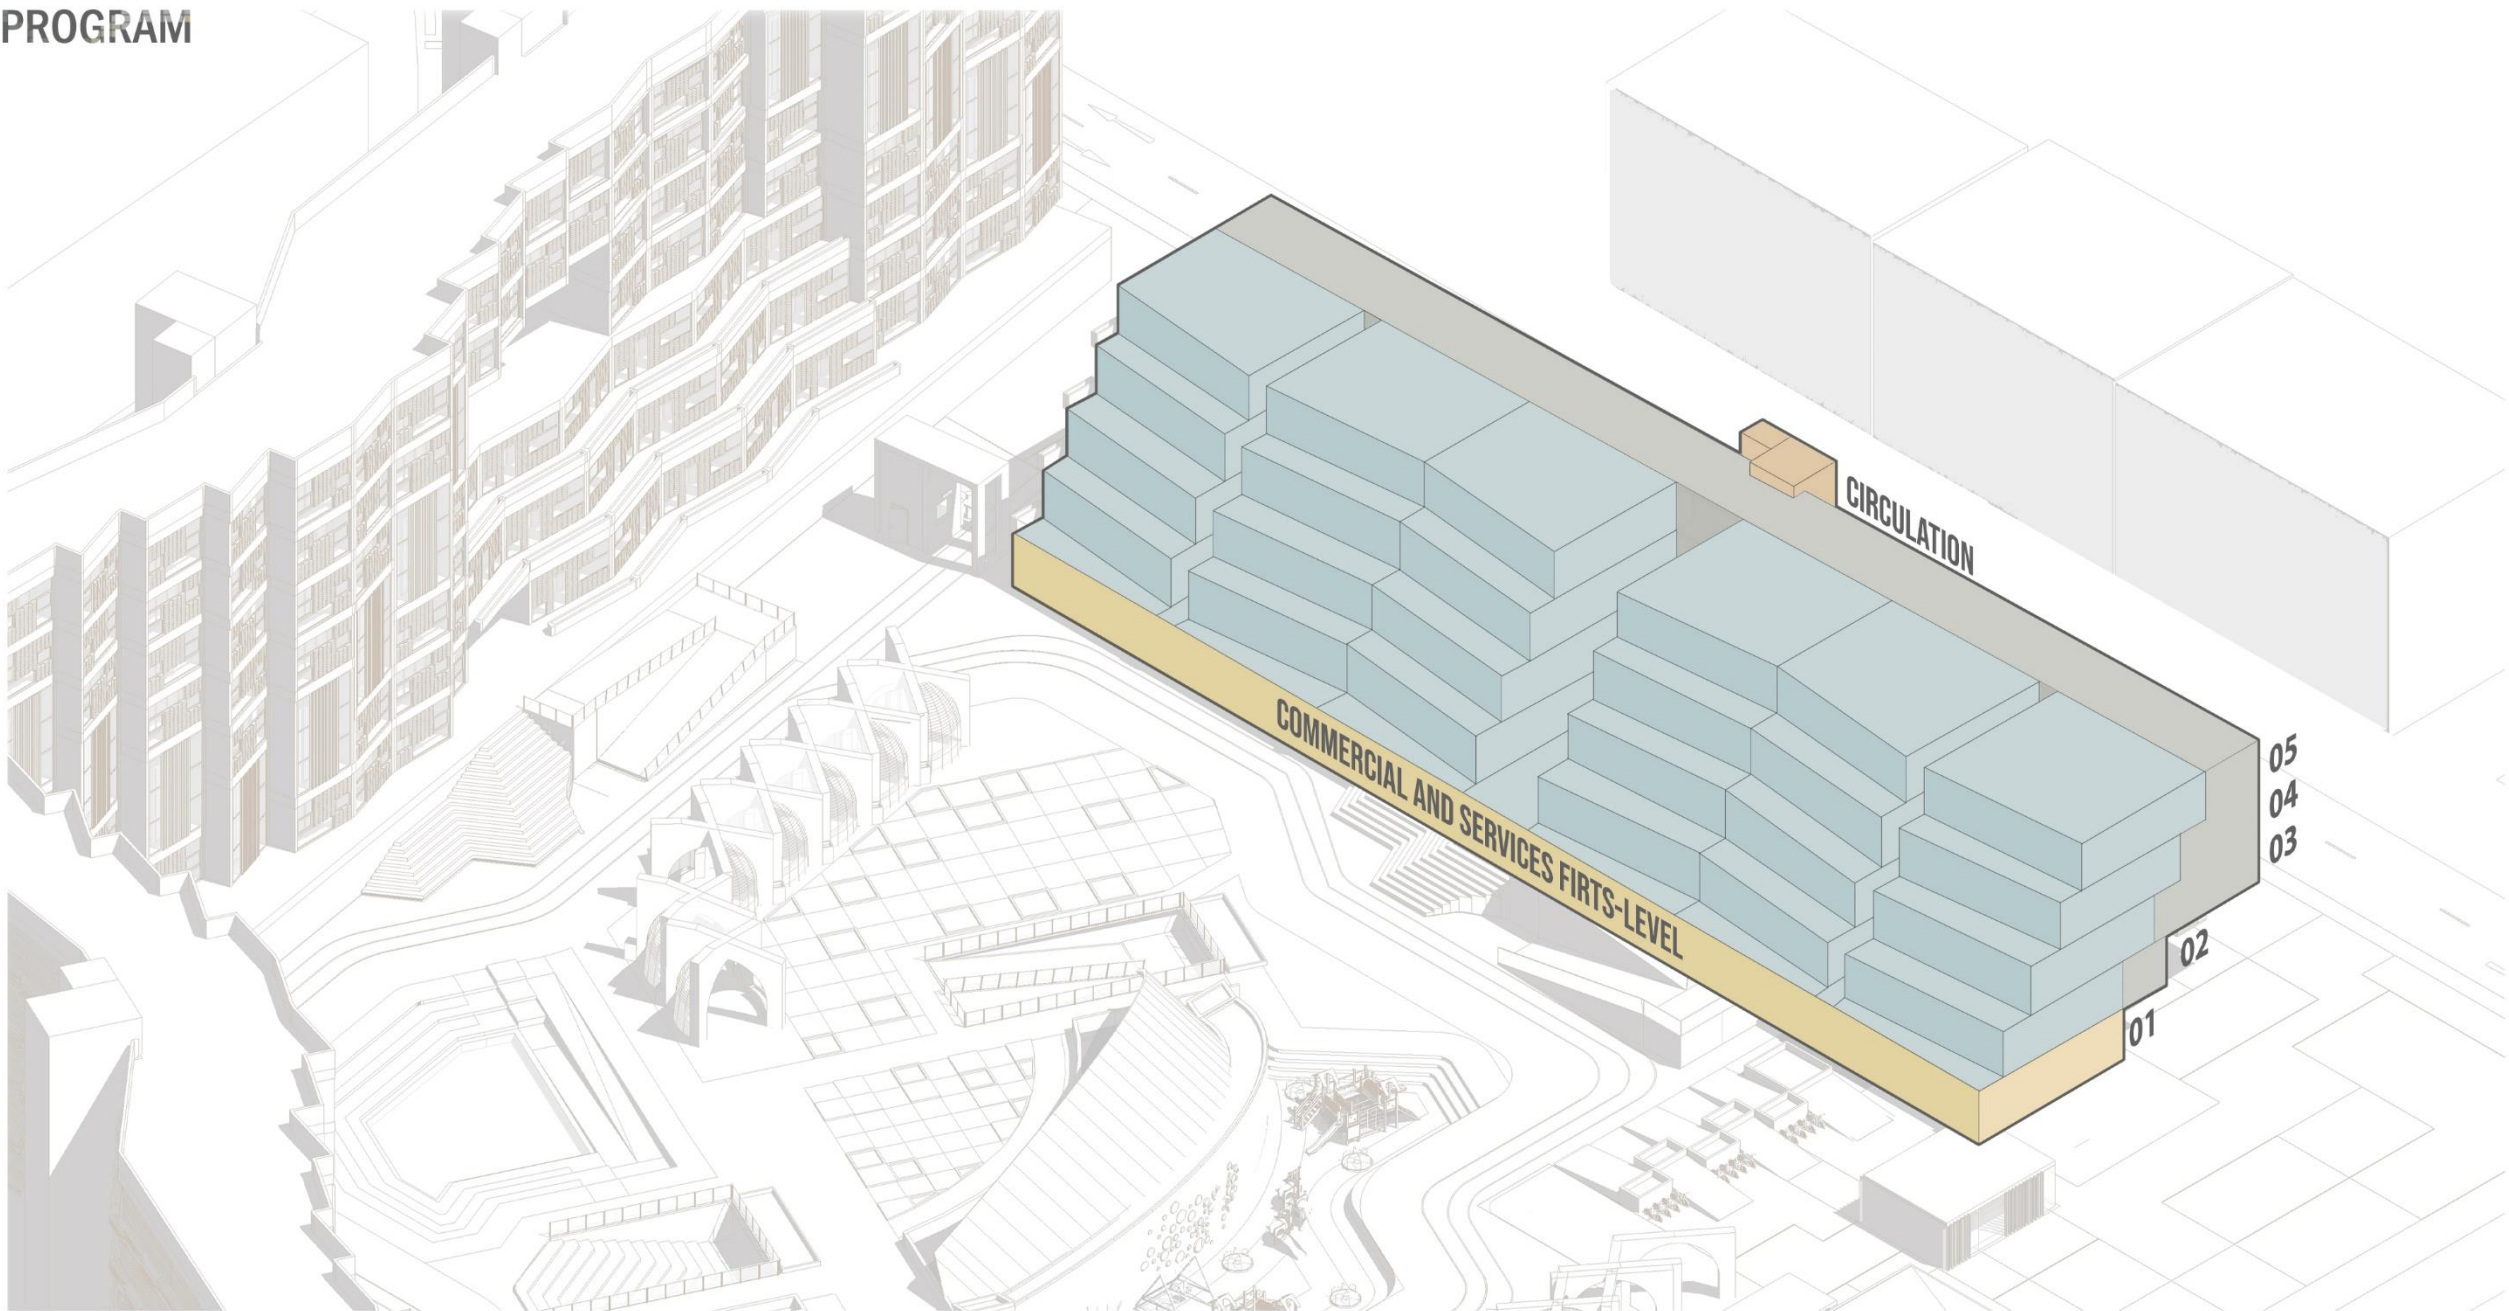 PROGRAM
CIRCULATION
COMMERCIAL AND SERVICES FIRTS-LEVEL
05
04
03
02
01